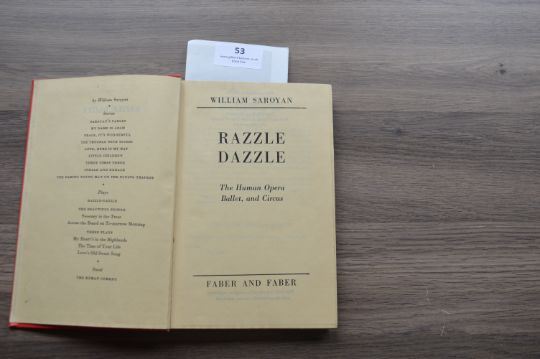 53
by William Saroyan
Stories
SAROYAN'S FABLES
MY NAME IS ARAM
PEACE, IT'S WONDERFUL
THE TROUBLE WITH TIGERS
LOVE, HERE IS MY HAT
LITTLE CHILDREN
THREE TIMES THREE
INHALE AND EXHALE
THE DARING YOUNG MAN ON THE FLYING TRAPEZE
Plays
RAZZLE-DAZZLE
THE BEAUTIFUL PEOPLE
Sweeney in the Trees
Across the Board on To-morrow Morning
THREE PLAYS
My Heart's in the Highlands
The Time of Your Life
Love's Old Sweet Song
Novel
THE HUMAN COMEDY
WILLIAM SAROYAN
RAZZLE
DAZZLE
The Human Opera
Ballet, and Circus
FABER AND FABER